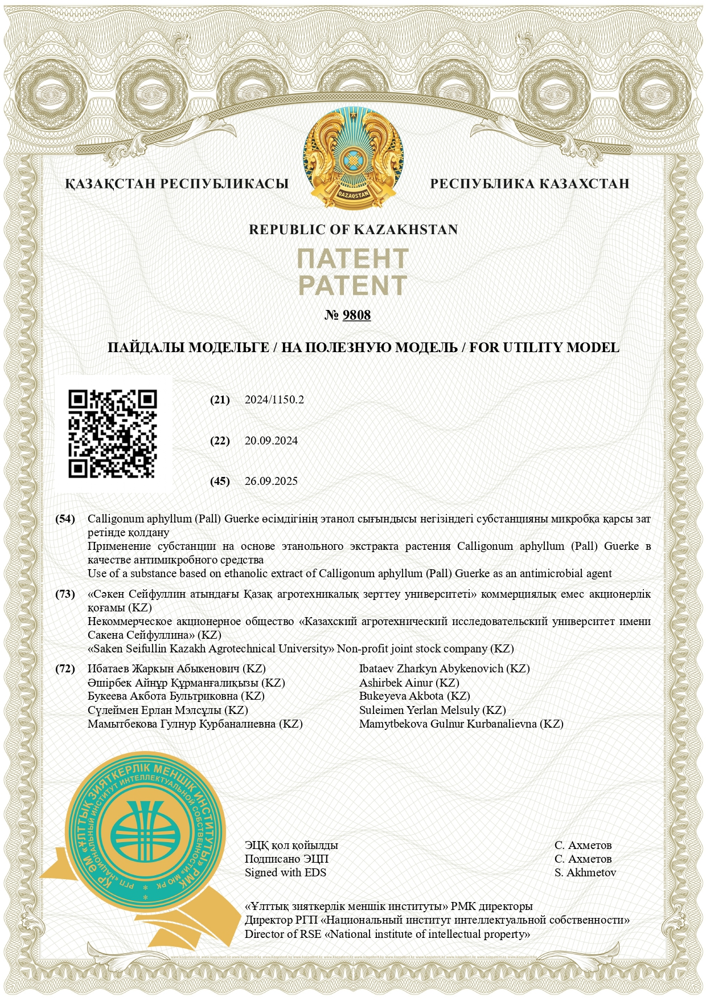 ҚАЗАҚСТАН РЕСПУБЛИКАСЫ
РЕСПУБЛИКА КАЗАХСТАН
QAZAQSTAN
REPUBLIC OF KAZAKHSTAN
ПАТЕНТ
PATENT
№ 9808
ПАЙДАЛЫ МОДЕЛЬГЕ / НА ПОЛЕЗНУЮ МОДЕЛЬ / FOR UTILITY MODEL
(21) 2024/1150.2
(22) 20.09.2024
(45) 26.09.2025
(54) Calligonum aphyllum (Pall) Guerke өсімдігінің этанол сығындысы негізіндегі субстанцияны микробқа қарсы зат
ретінде қолдану
Применение субстанции на основе этанольного экстракта растения Calligonum aphyllum (Pall) Guerke в
качестве антимикробного средства
Use of a substance based on ethanolic extract of Calligonum aphyllum (Pall) Guerke as an antimicrobial agent
(73) «Сәкен Сейфуллин атындағы Қазақ агротехникалық зерттеу университеті» коммерциялық емес акционерлік
қоғамы (KZ)
Некоммерческое акционерное общество «Казахский агротехнический исследовательский университет имени
Сакена Сейфуллина» (KZ)
«Saken Seifullin Kazakh Agrotechnical University» Non-profit joint stock company (KZ)
(72) Ибатаев Жаркын Абыкенович (KZ) Ibataev Zharkyn Abykenovich (KZ)
Әшірбек Айнұр Құрманғалиқызы (KZ) Ashirbek Ainur (KZ)
Букеева Акбота Бультриковна (KZ) Bukeyeva Akbota (KZ)
Сүлеймен Ерлан Мэлсұлы (KZ) Suleimen Yerlan Melsuly (KZ)
Мамытбекова Гулнур Курбаналиевна (KZ) Mamytbekova Gulnur Kurbanalievna (KZ)
ҚР ӘМ «ҰЛТТЫҚ ЗИЯТКЕРЛІК МЕНШІК ИНСТИТУТЫ» РМК
РГП «НАЦИОНАЛЬНЫЙ ИНСТИТУТ ИНТЕЛЛЕКТУАЛЬНОЙ СОБСТВЕННОСТИ» МЮ РК
ЭЦҚ қол қойылды С. Ахметов
Подписано ЭЦП С. Ахметов
Signed with EDS S. Akhmetov
«Ұлттық зияткерлік меншік институты» РМК директоры
Директор РГП «Национальный институт интеллектуальной собственности»
Director of RSE «National institute of intellectual property»